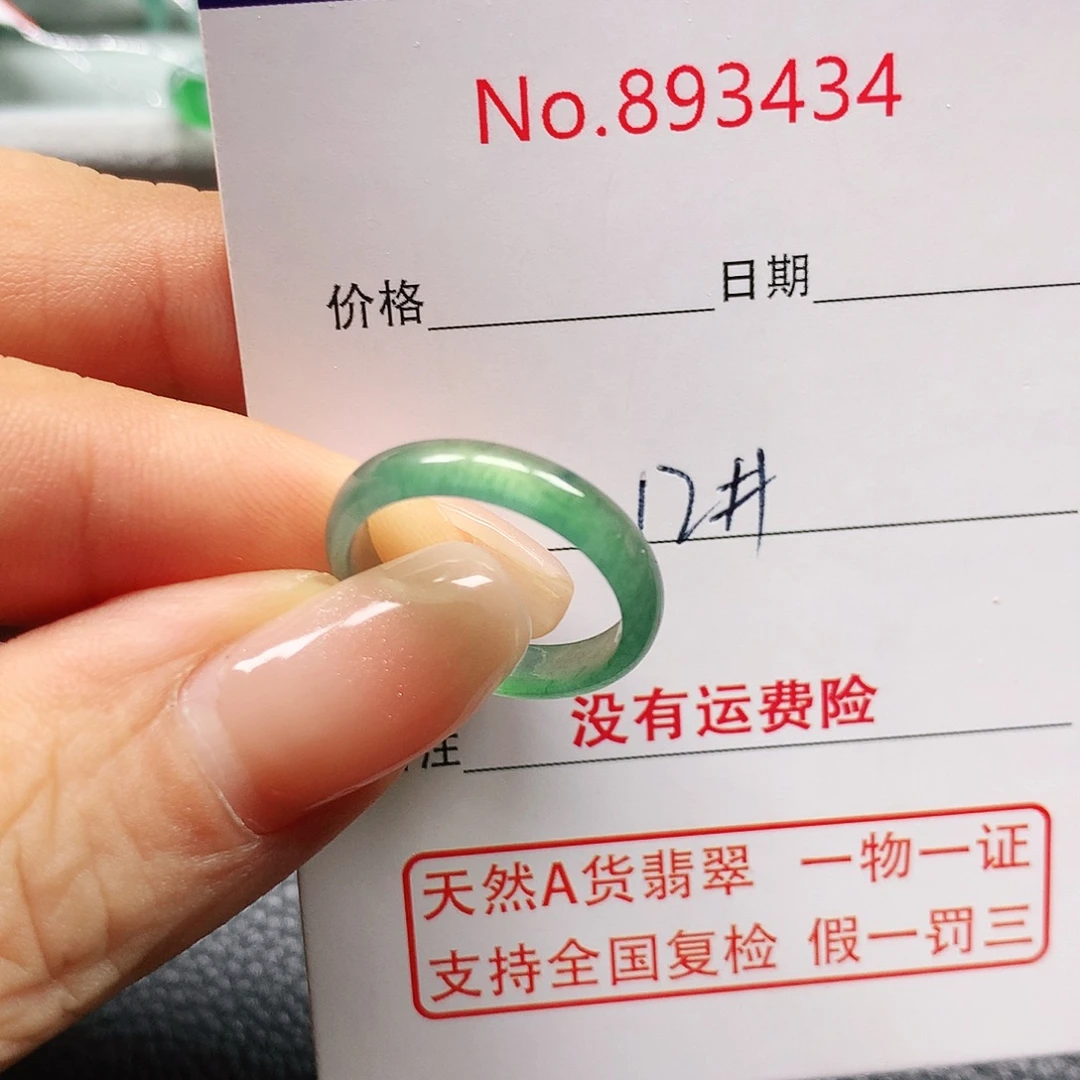 No.893434
价格 日期
12#
没有运费险
注
天然A货翡翠 一物一证
支持全国复检 假一罚三